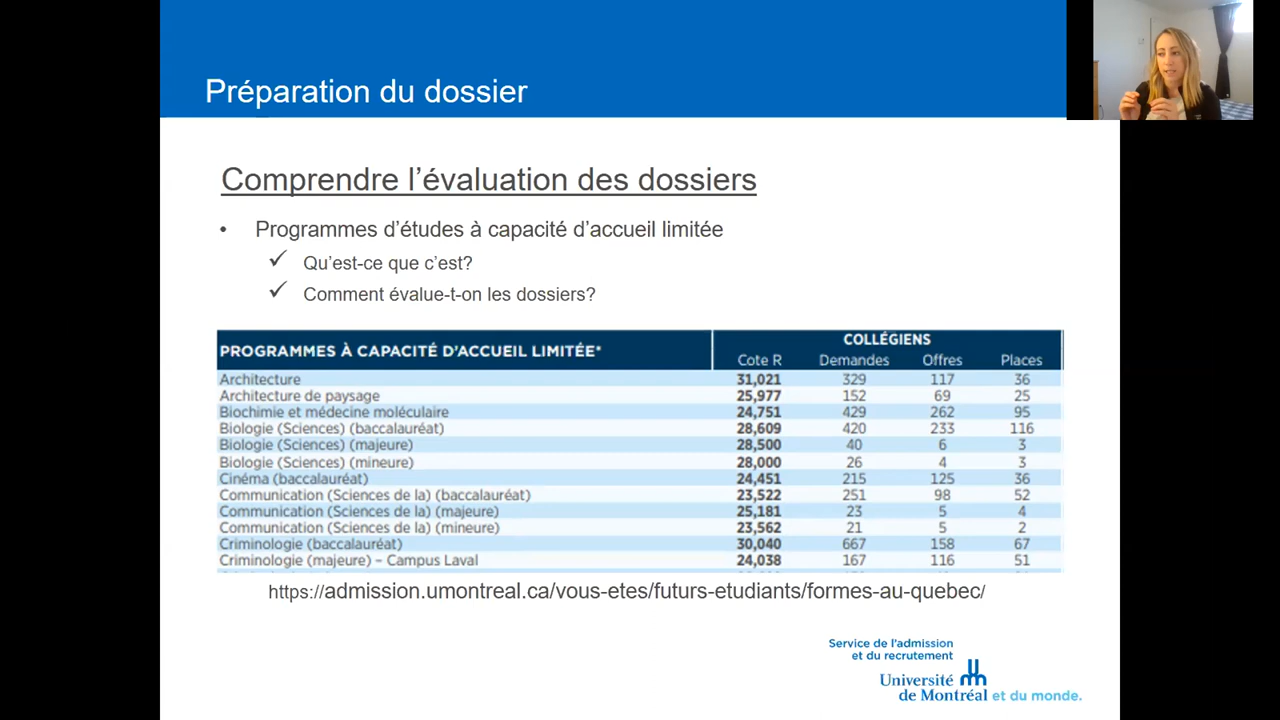 Préparation du dossier
Comprendre l’évaluation des dossiers
• Programmes d’études à capacité d’accueil limitée
✓ Qu’est-ce que c’est?
✓ Comment évalue-t-on les dossiers?
PROGRAMMES À CAPACITÉ D’ACCUEIL LIMITÉE* COLLÉGIENS
Cote R Demandes Offres Places
Architecture 31,021 329 117 36
Architecture de paysage 25,977 152 69 25
Biochimie et médecine moléculaire 24,751 429 262 95
Biologie (Sciences) (baccalauréat) 28,609 420 233 116
Biologie (Sciences) (majeure) 28,500 40 6 3
Biologie (Sciences) (mineure) 28,000 26 4 3
Cinéma (baccalauréat) 24,451 215 125 36
Communication (Sciences de la) (baccalauréat) 23,522 251 98 52
Communication (Sciences de la) (majeure) 25,181 23 5 4
Communication (Sciences de la) (mineure) 23,562 21 5 2
Criminologie (baccalauréat) 30,040 667 158 67
Criminologie (majeure) – Campus Laval 24,038 167 116 51
https://admission.umontreal.ca/vous-etes/futurs-etudiants/formes-au-quebec/
Service de l’admission
et du recrutement
Université
de Montréal et du monde.